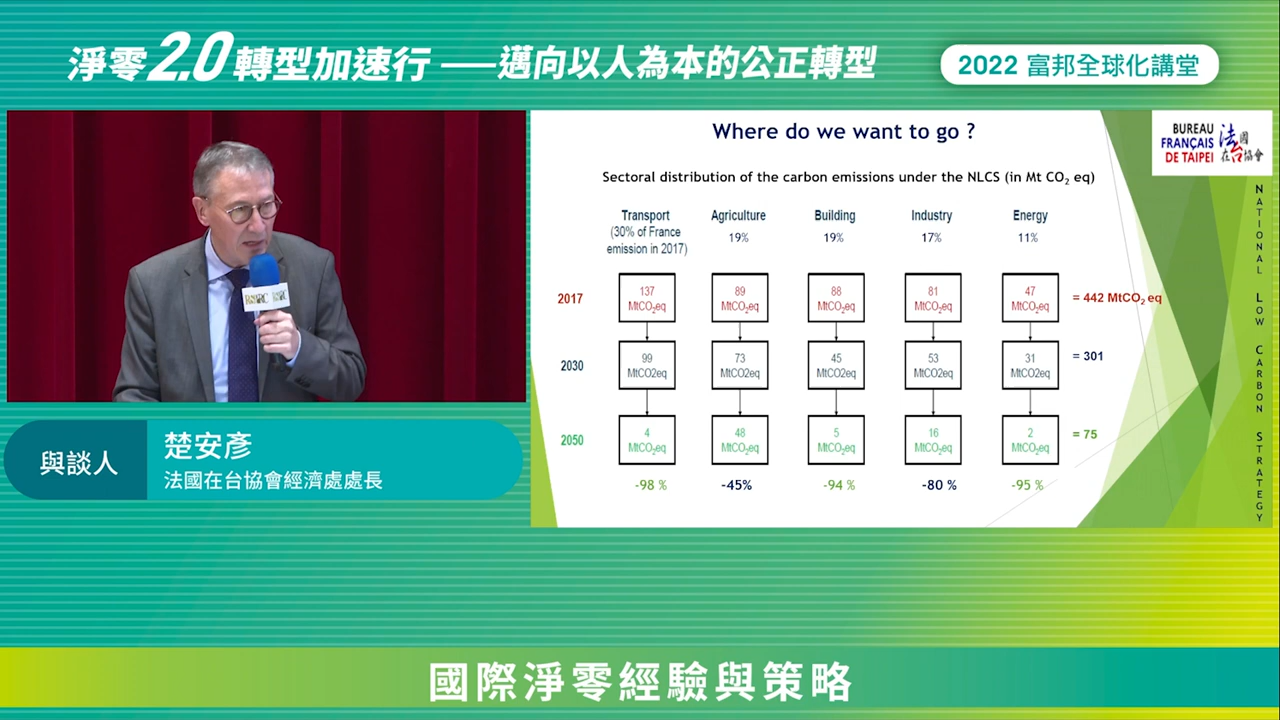 淨零2.0轉型加速行——邁向以人為本的公正轉型
2022 富邦全球化講堂
Where do we want to go ?
BUREAU
FRANÇAIS
DE TAIPEI
法國
在台協會
Sectoral distribution of the carbon emissions under the NLCS (in Mt CO₂ eq)
Transport Agriculture Building Industry Energy
(30% of France
emission in 2017)
19% 19% 17% 11%
2017
137
MtCO₂eq
89
MtCO₂eq
88
MtCO₂eq
81
MtCO₂eq
47
MtCO₂eq
= 442 MtCO₂ eq
2030
99
MtCO2eq
73
MtCO2eq
45
MtCO2eq
53
MtCO2eq
31
MtCO2eq
= 301
2050
4
MtCO₂eq
48
MtCO₂eq
5
MtCO₂eq
16
MtCO₂eq
2
MtCO₂eq
= 75
-98 % -45% -94 % -80 % -95 %
NATIONAL LOW CARBON STRATEGY
與談人
楚安彥
法國在台協會經濟處處長
國際淨零經驗與策略